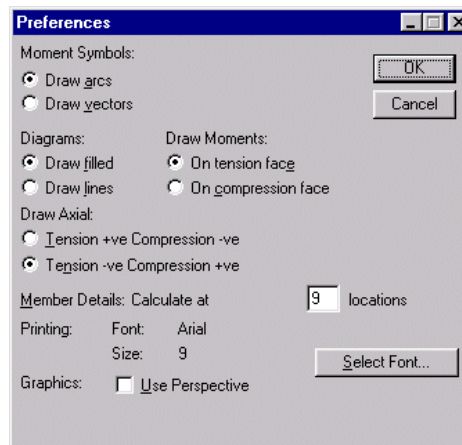 Preferences
Moment Symbols:
Draw arcs
Draw vectors
OK
Cancel
Diagrams:
Draw filled
Draw lines
Draw Moments:
On tension face
On compression face
Draw Axial:
Tension +ve Compression -ve
Tension -ve Compression +ve
Member Details: Calculate at 9 locations
Printing: Font: Arial
Size: 9
Select Font...
Graphics: Use Perspective